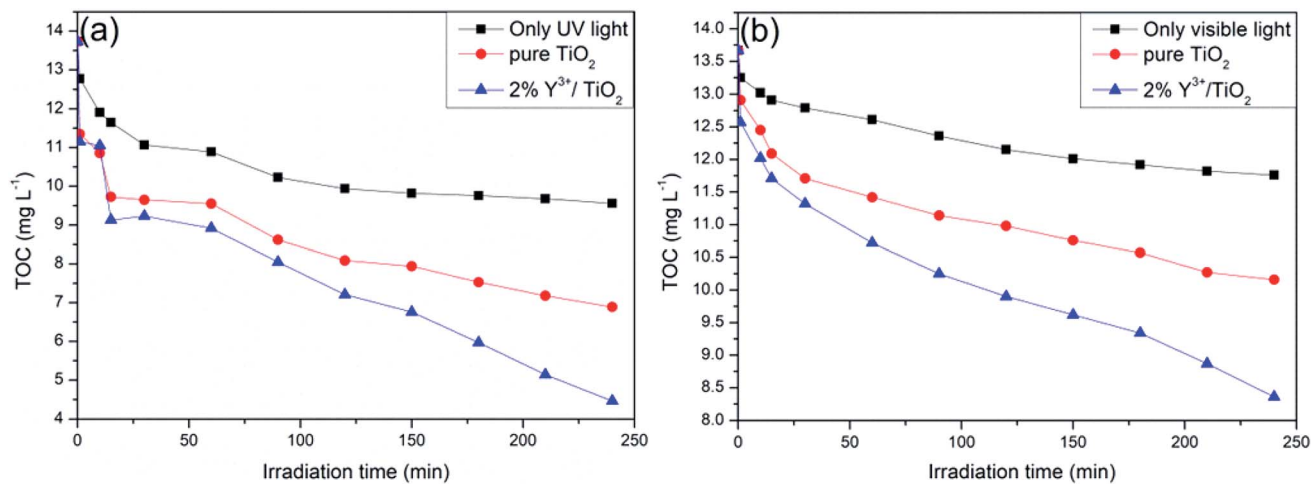 (a)
Only UV light
pure TiO₂
2% Y³⁺/ TiO₂
TOC (mg L⁻¹)
14
13
12
11
10
9
8
7
6
5
4
0 50 100 150 200 250
Irradiation time (min)
(b)
Only visible light
pure TiO₂
2% Y³⁺/TiO₂
TOC (mg L⁻¹)
14.0
13.5
13.0
12.5
12.0
11.5
11.0
10.5
10.0
9.5
9.0
8.5
8.0
0 50 100 150 200 250
Irradiation time (min)